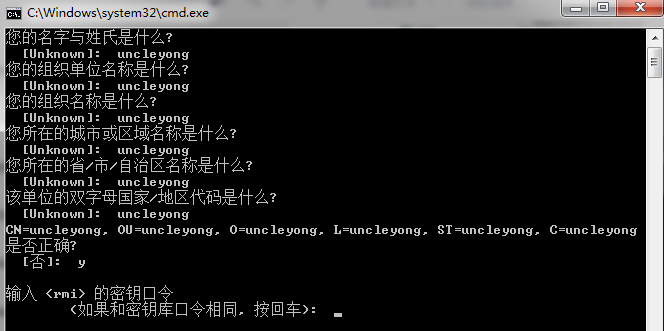 C:\Windows\system32\cmd.exe
您的名字与姓氏是什么?
[Unknown]:  uncleyong
您的组织单位名称是什么?
[Unknown]:  uncleyong
您的组织名称是什么?
[Unknown]:  uncleyong
您所在的城市或区域名称是什么?
[Unknown]:  uncleyong
您所在的省/市/自治区名称是什么?
[Unknown]:  uncleyong
该单位的双字母国家/地区代码是什么?
[Unknown]:  uncleyong
CN=uncleyong, OU=uncleyong, O=uncleyong, L=uncleyong, ST=uncleyong, C=uncleyong
是否正确?
[否]:  y
输入 <rmi> 的密钥口令
(如果和密钥库口令相同, 按回车):